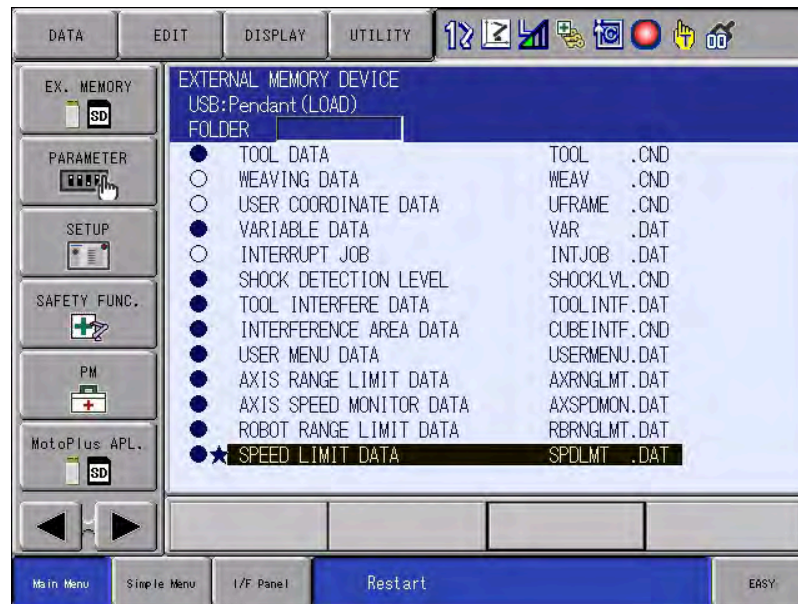 DATA EDIT DISPLAY UTILITY
EX. MEMORY
SD
PARAMETER
SETUP
SAFETY FUNC.
PM
MotoPlus APL.
SD
EXTERNAL MEMORY DEVICE
USB:Pendant(LOAD)
FOLDER
TOOL DATA TOOL .CND
WEAVING DATA WEAV .CND
USER COORDINATE DATA UFRAME .CND
VARIABLE DATA VAR .DAT
INTERRUPT JOB INTJOB .DAT
SHOCK DETECTION LEVEL SHOCKLVL.CND
TOOL INTERFERE DATA TOOLINTF.DAT
INTERFERENCE AREA DATA CUBEINTF.CND
USER MENU DATA USERMENU.DAT
AXIS RANGE LIMIT DATA AXRNGLMT.DAT
AXIS SPEED MONITOR DATA AXSPDMON.DAT
ROBOT RANGE LIMIT DATA RBRNGLMT.DAT
★ SPEED LIMIT DATA SPDLMT .DAT
Main Menu Simple Menu I/F Panel Restart EASY